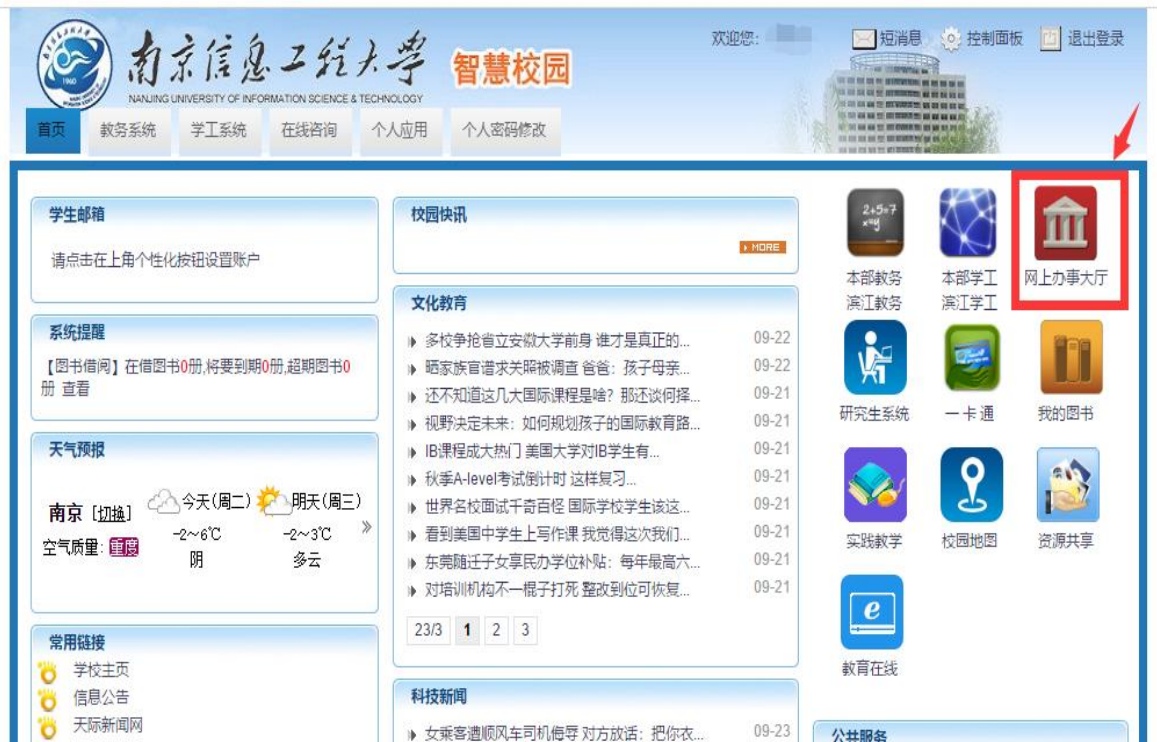 南京信息工程大学 智慧校园
NANJING UNIVERSITY OF INFORMATION SCIENCE & TECHNOLOGY
1960
欢迎您:
短消息 控制面板 退出登录
首页 教务系统 学工系统 在线咨询 个人应用 个人密码修改
学生邮箱
请点击在上角个性化按钮设置账户
系统提醒
【图书借阅】在借图书0册,将要到期0册,超期图书0
册 查看
天气预报
南京 [切换]
空气质量: 重度
今天(周二)
-2~6℃
阴
明天(周三)
-2~3℃
多云
»
常用链接
学校主页
信息公告
天际新闻网
校园快讯
MORE
文化教育
多校争抢省立安徽大学前身 谁才是真正的... 09-22
晒家族官谱求关照被调查 爸爸：孩子母亲... 09-22
还不知道这几大国际课程是啥？那还谈何择... 09-21
视野决定未来：如何规划孩子的国际教育路... 09-21
IB课程成大热门 美国大学对IB学生有... 09-21
秋季A-level考试倒计时 这样复习... 09-21
世界名校面试千奇百怪 国际学校学生该这... 09-21
看到美国中学生上写作课 我觉得这次我们... 09-21
东莞随迁子女享民办学位补贴：每年最高六... 09-21
对培训机构不一棍子打死 整改到位可恢复... 09-21
23/3 1 2 3
科技新闻
女乘客遭顺风车司机侮辱 对方放话：把你衣... 09-23
2+5=7
x=y
本部教务
滨江教务
本部学工
滨江学工
网上办事大厅
研究生系统
一卡通
我的图书
实践教学
校园地图
资源共享
e
教育在线
公共服务